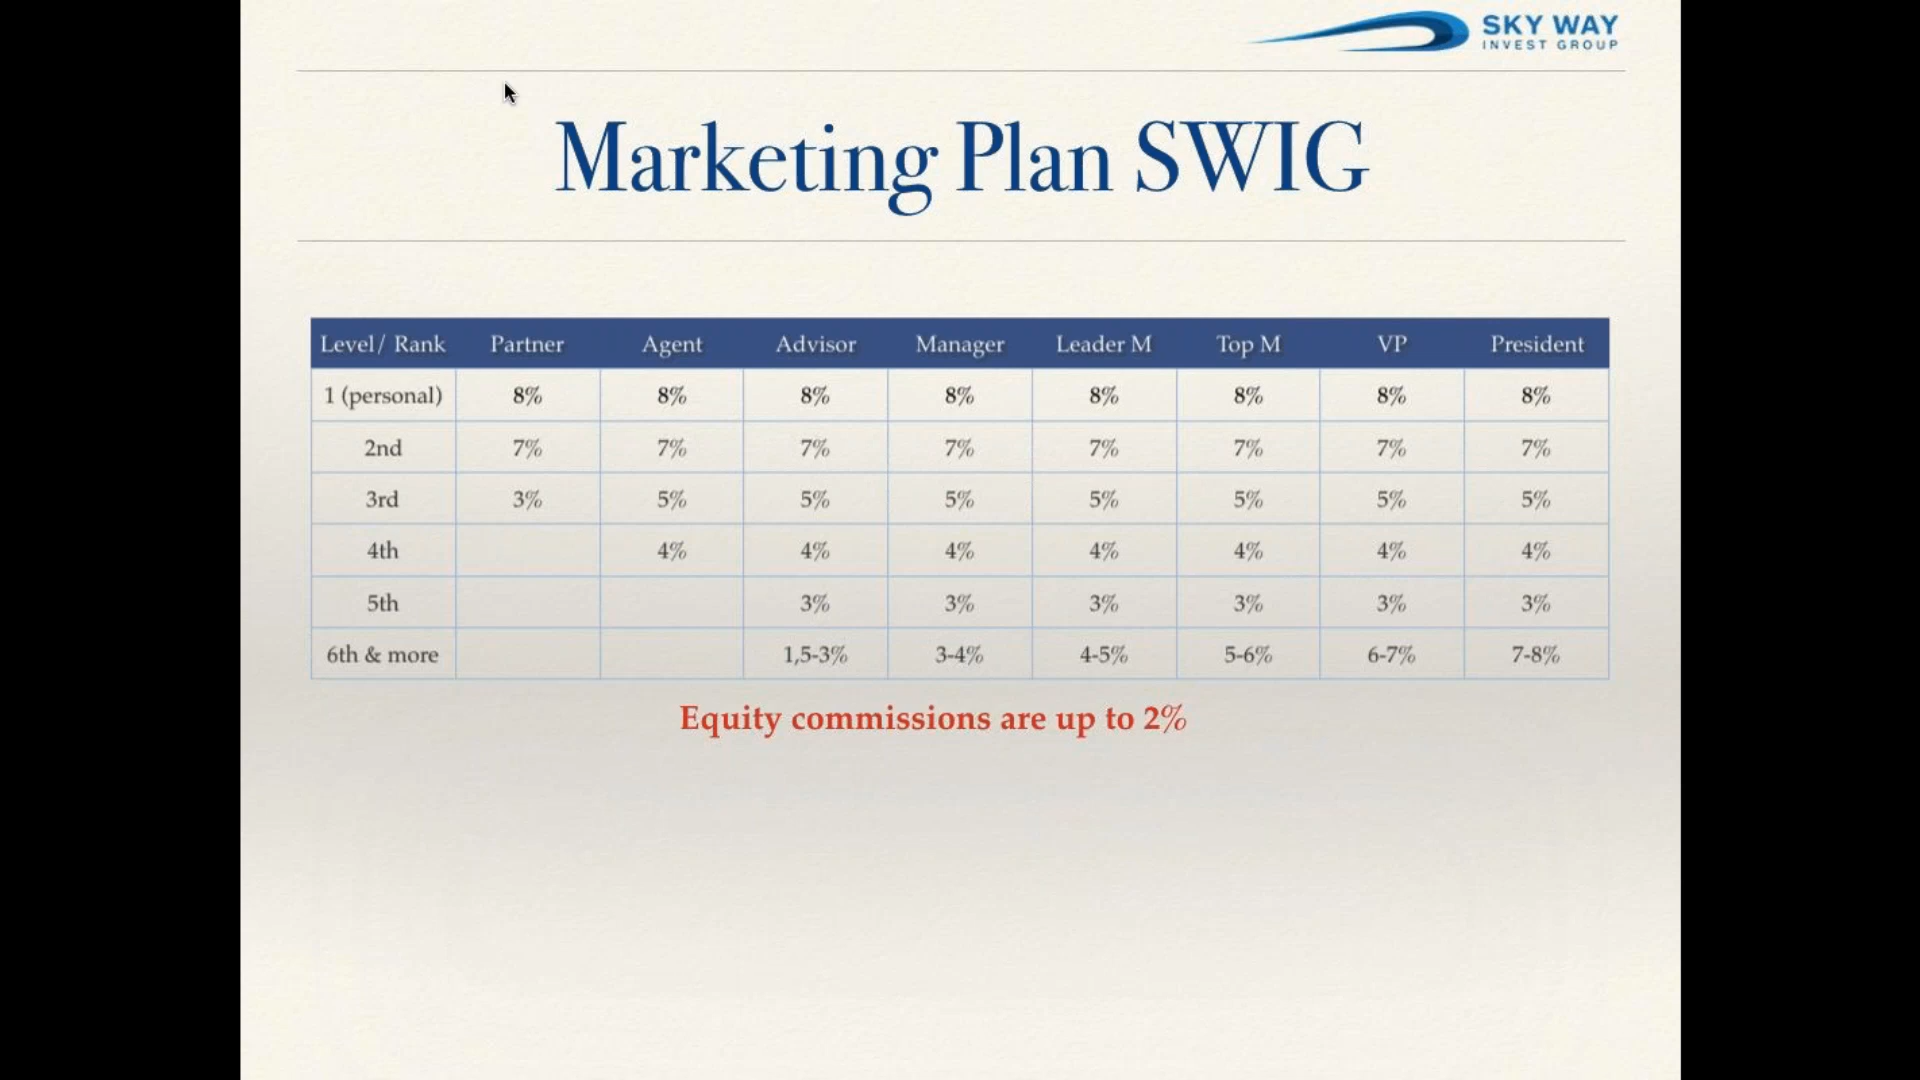 SKY WAY
INVEST GROUP
Marketing Plan SWIG
Level/ Rank Partner Agent Advisor Manager Leader M Top M VP President
1 (personal) 8% 8% 8% 8% 8% 8% 8% 8%
2nd 7% 7% 7% 7% 7% 7% 7% 7%
3rd 3% 5% 5% 5% 5% 5% 5% 5%
4th 4% 4% 4% 4% 4% 4% 4%
5th 3% 3% 3% 3% 3% 3%
6th & more 1,5-3% 3-4% 4-5% 5-6% 6-7% 7-8%
Equity commissions are up to 2%